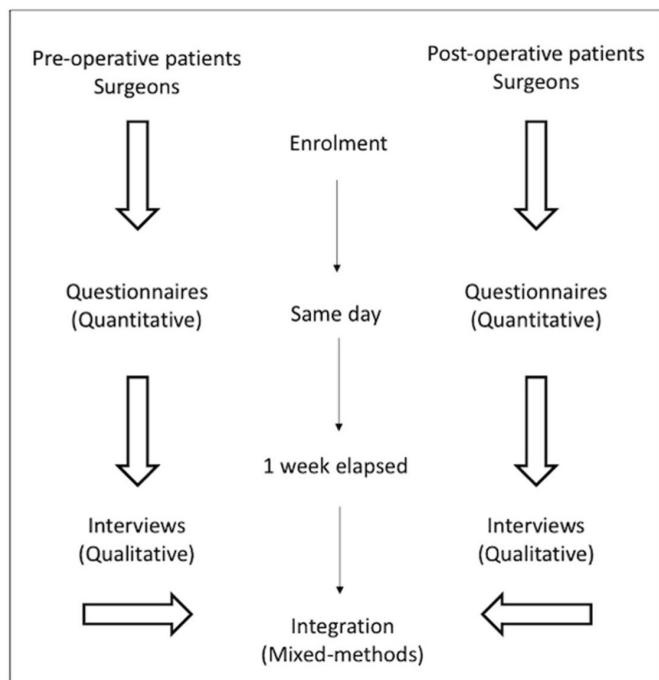 Pre-operative patients
Surgeons
Post-operative patients
Surgeons
Enrolment
Questionnaires
(Quantitative)
Same day
Questionnaires
(Quantitative)
1 week elapsed
Interviews
(Qualitative)
Interviews
(Qualitative)
Integration
(Mixed-methods)